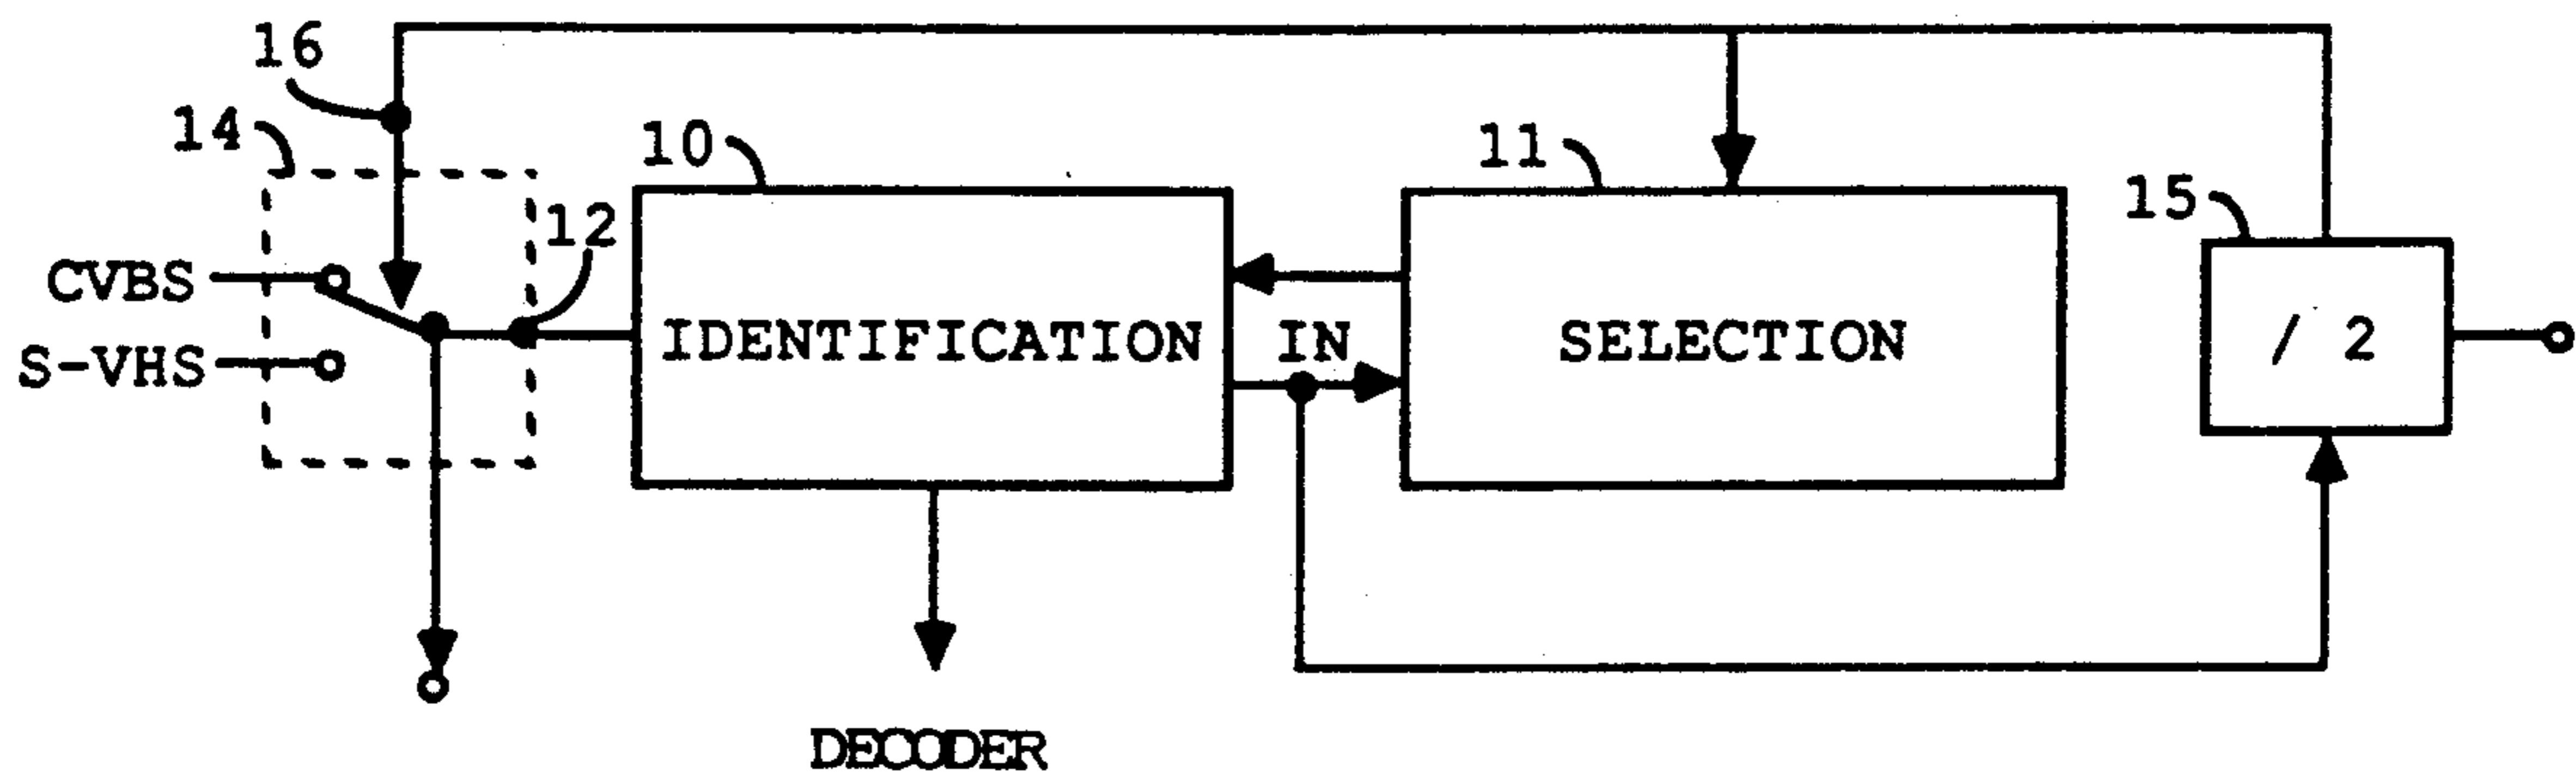 16
14
10
11
15
12
CVBS
S-VHS
IDENTIFICATION
IN
SELECTION
/ 2
DECODER